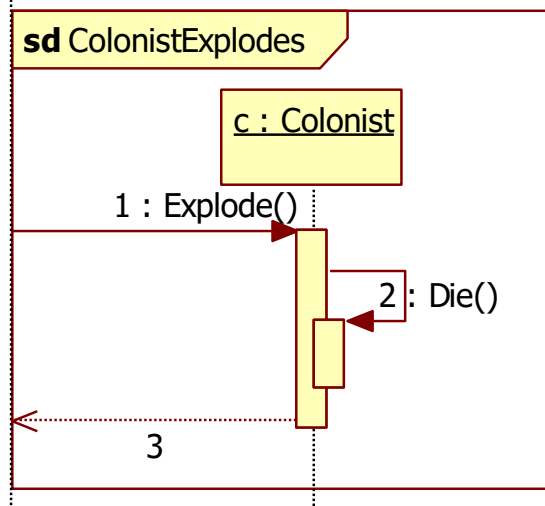 sd ColonistExplodes
c : Colonist
1 : Explode()
2 : Die()
3